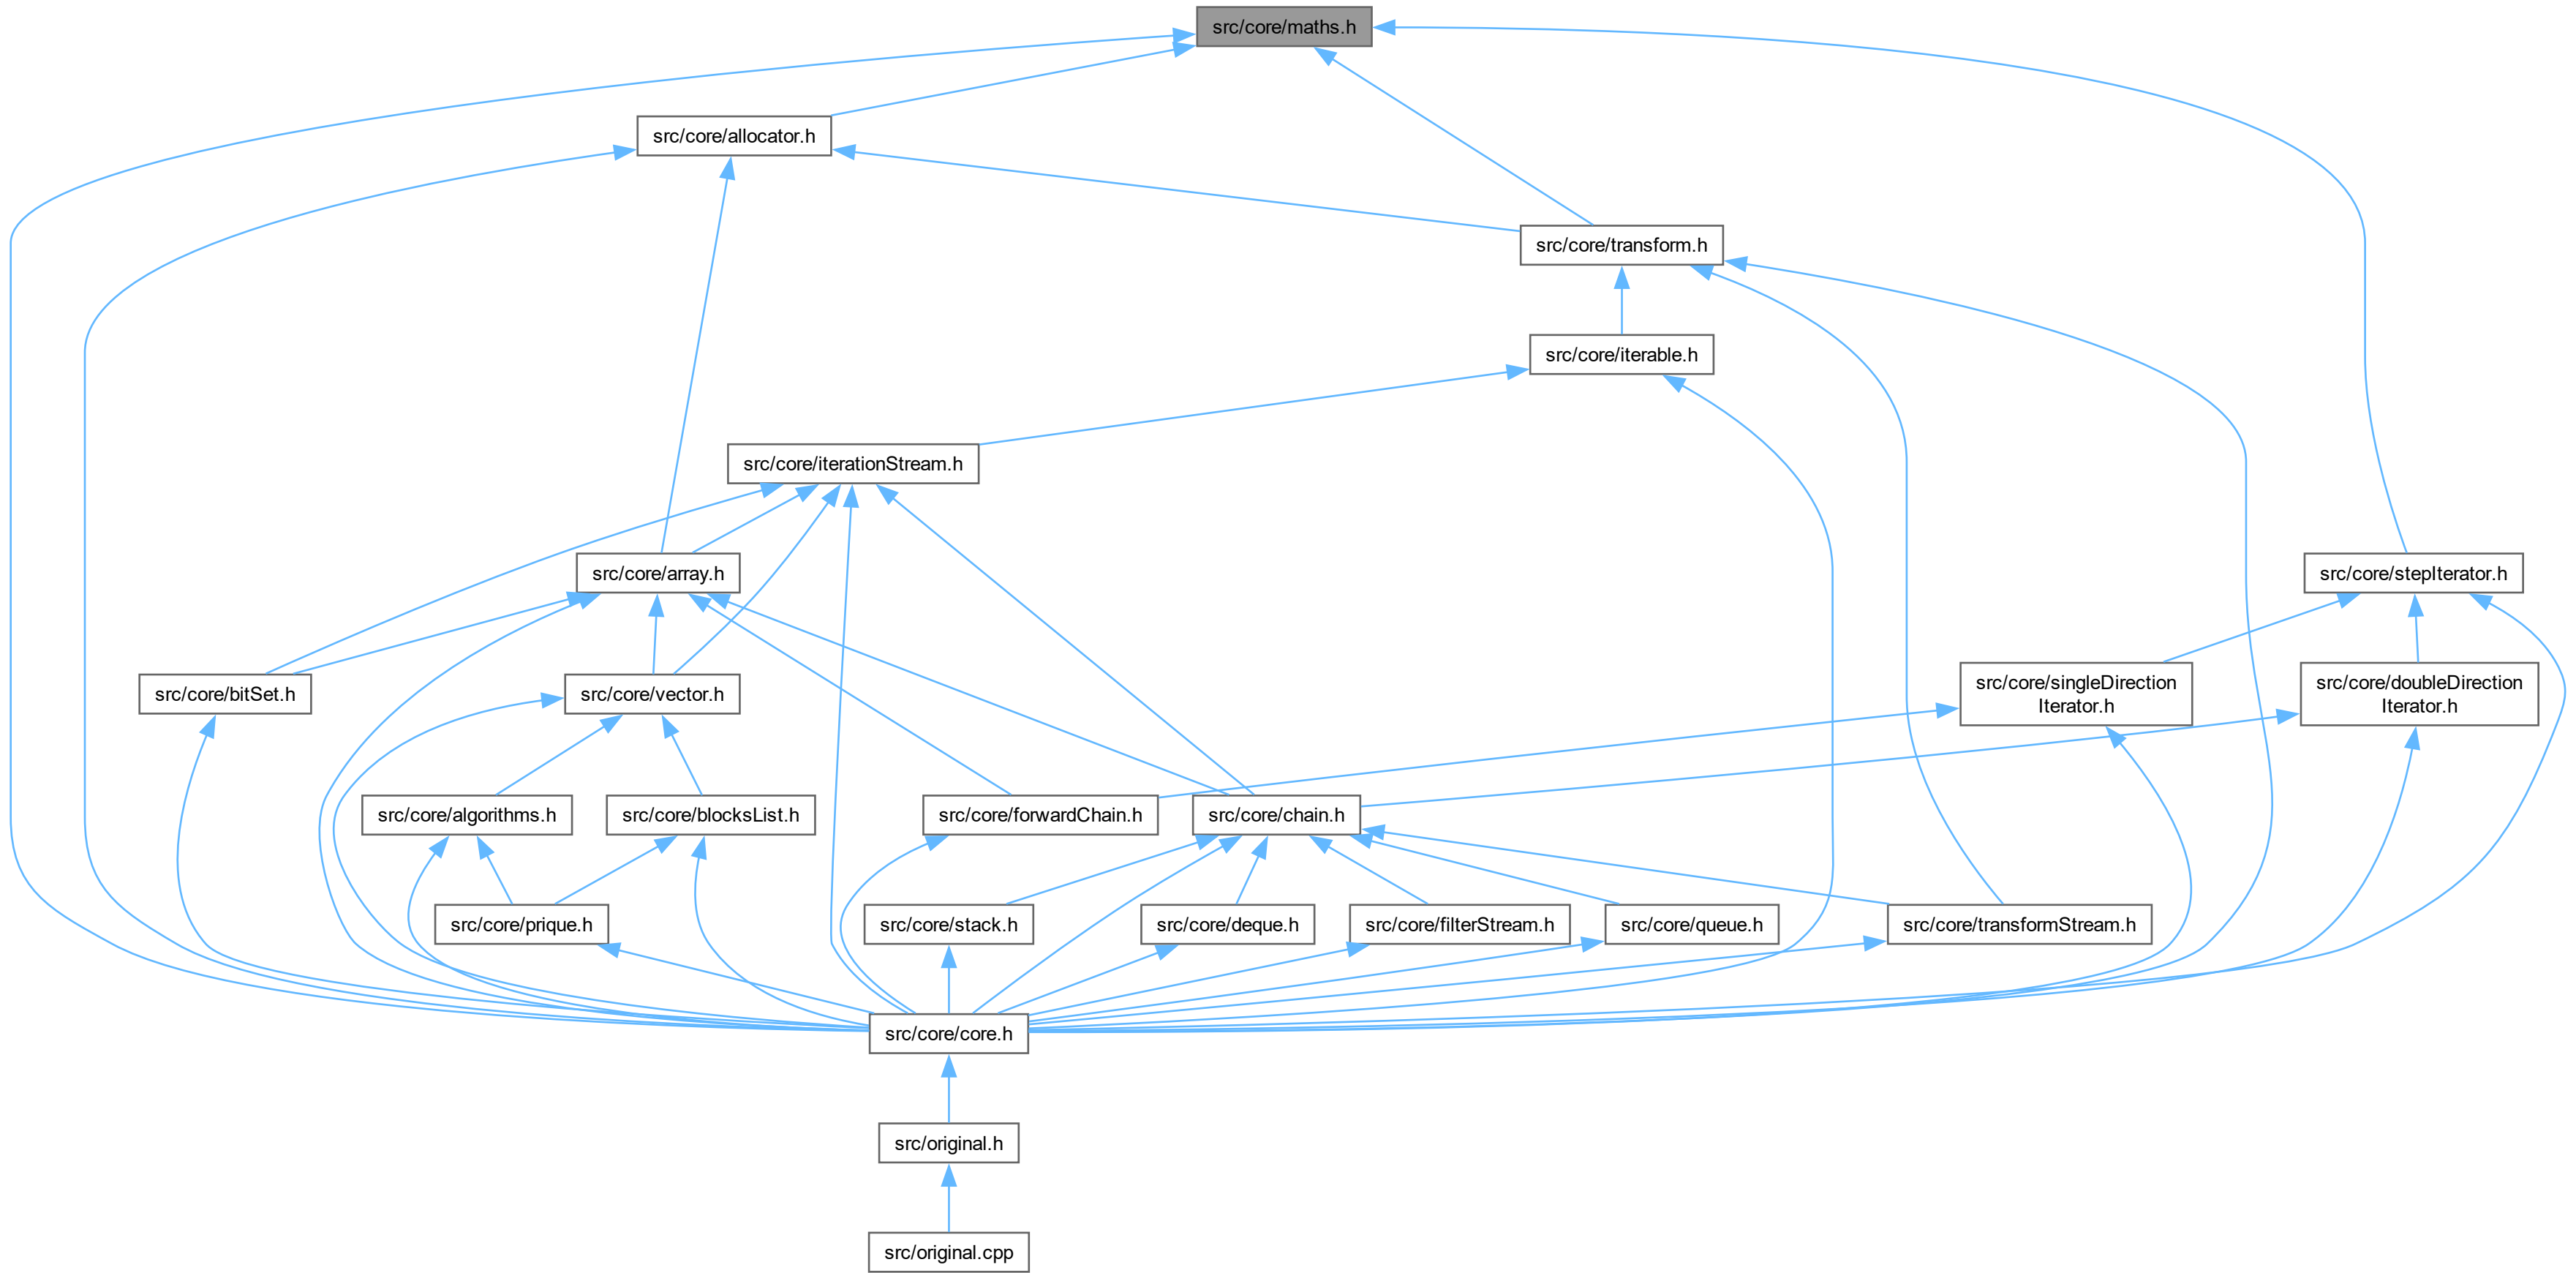 src/core/maths.h
src/core/allocator.h
src/core/transform.h
src/core/iterable.h
src/core/iterationStream.h
src/core/array.h
src/core/stepIterator.h
src/core/bitSet.h
src/core/vector.h
src/core/singleDirection
Iterator.h
src/core/doubleDirection
Iterator.h
src/core/algorithms.h
src/core/blocksList.h
src/core/forwardChain.h
src/core/chain.h
src/core/prique.h
src/core/stack.h
src/core/deque.h
src/core/filterStream.h
src/core/queue.h
src/core/transformStream.h
src/core/core.h
src/original.h
src/original.cpp